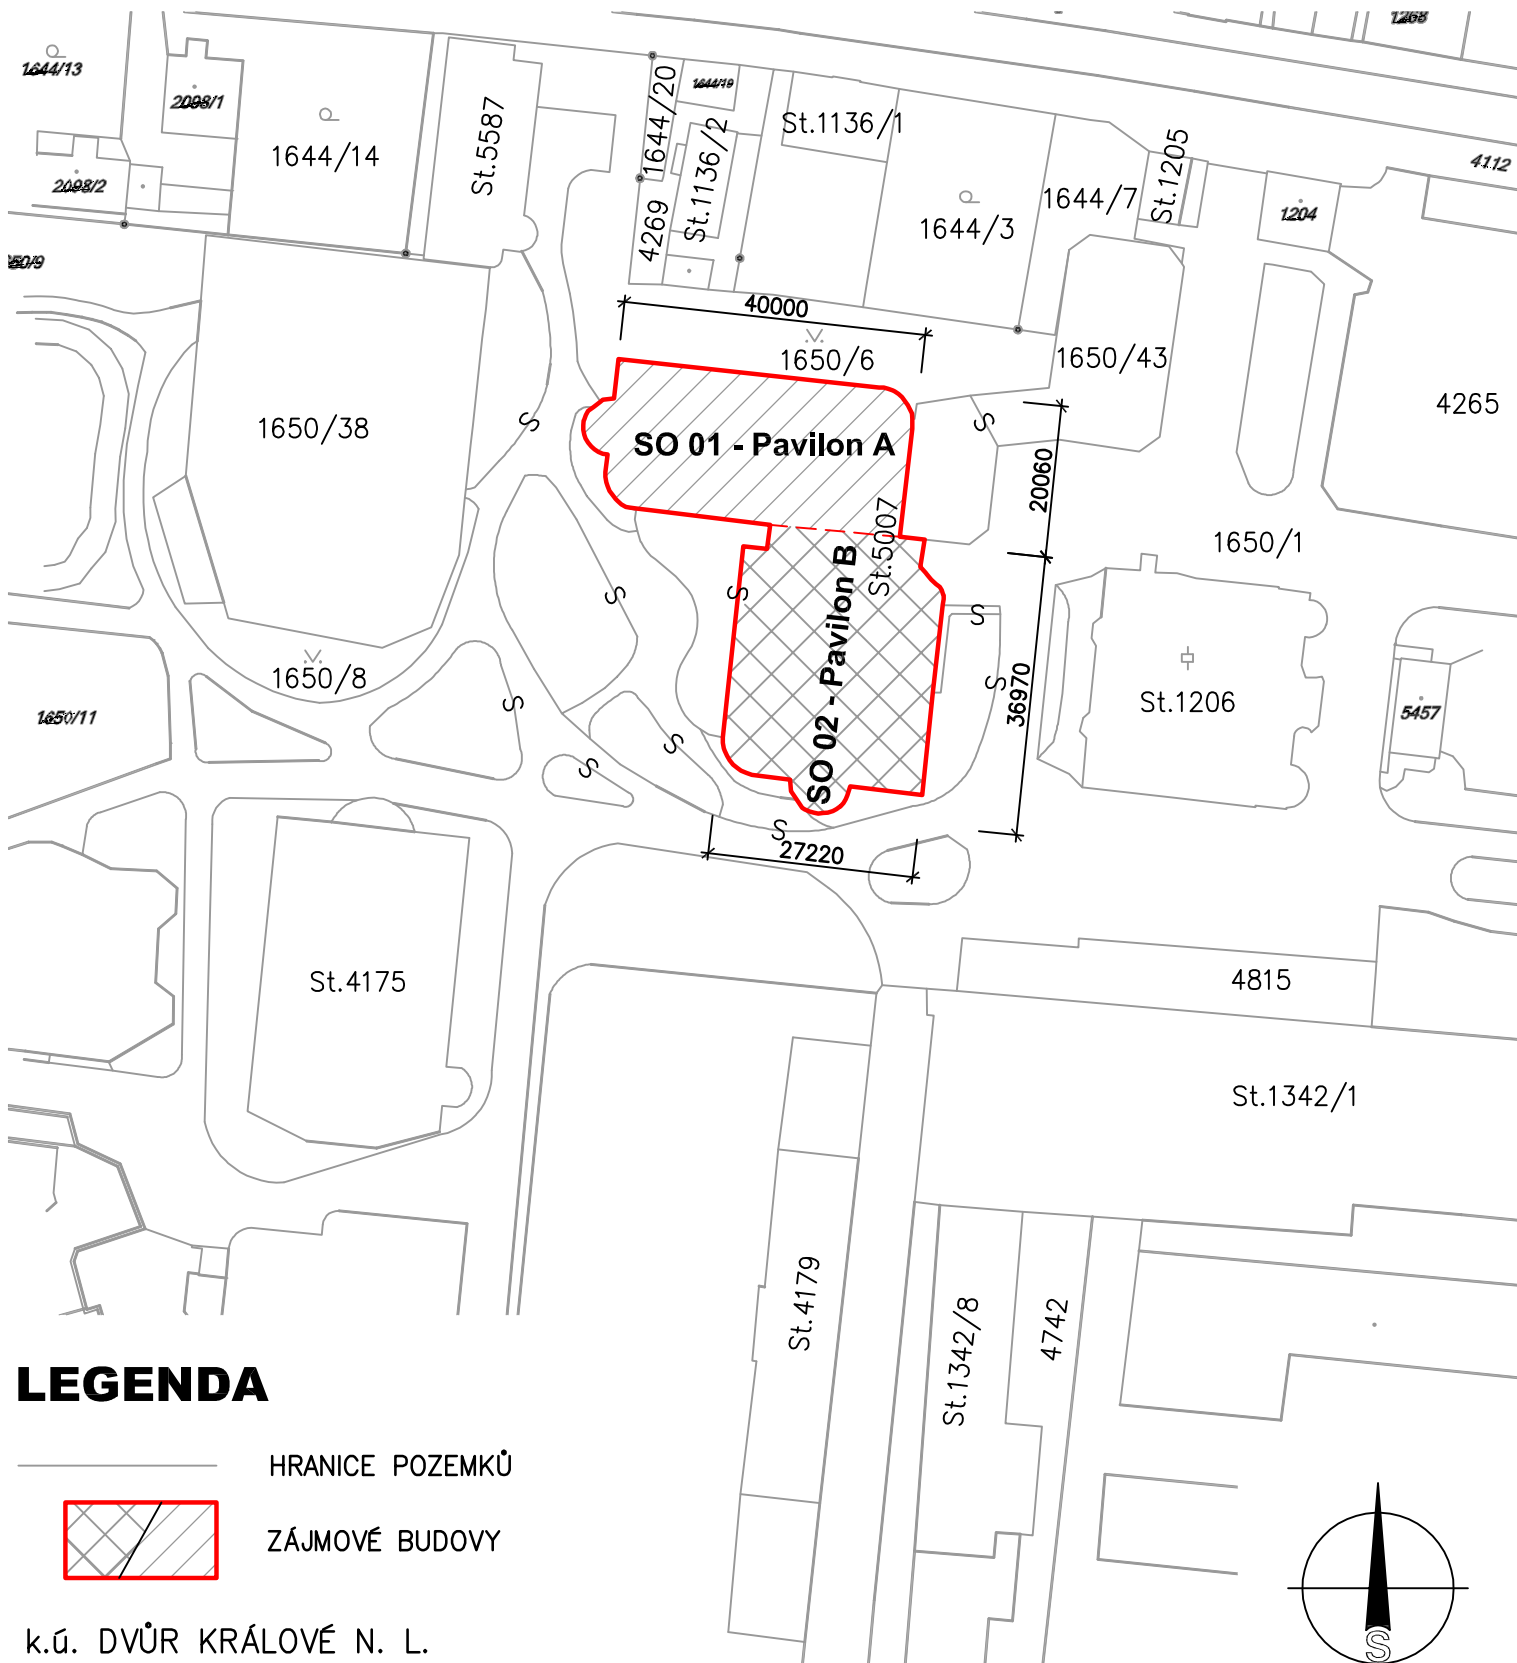 1268
1644/13
2098/1
1644/14
St.5587
1644/20
1644/19
St.1136/2
St.1136/1
4269
1644/3
1644/7
St.1205
4112
2098/2
1204
40000
1650/6
1650/43
1650/38
4265
S
S
SO 01 - Pavilon A
20060
St.5007
1650/1
SO 02 - Pavilon B
S
S
S
1650/8
S
S
36970
St.1206
1650/11
5457
S
S
S
27220
St.4175
4815
St.1342/1
St.4179
St.1342/8
4742
LEGENDA
HRANICE POZEMKŮ
ZÁJMOVÉ BUDOVY
k.ú. DVŮR KRÁLOVÉ N. L.
S